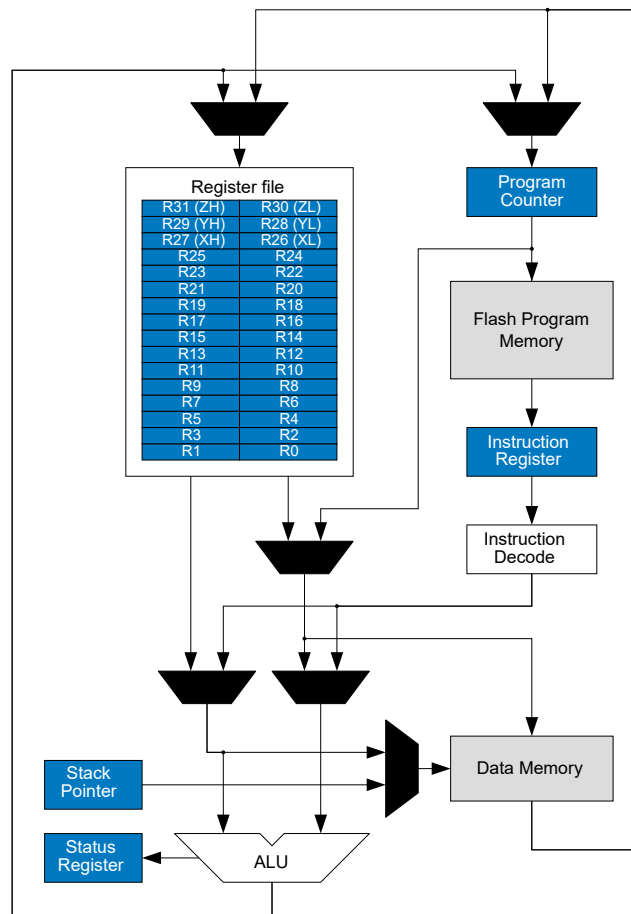 Register file
R31 (ZH) R30 (ZL)
R29 (YH) R28 (YL)
R27 (XH) R26 (XL)
R25 R24
R23 R22
R21 R20
R19 R18
R17 R16
R15 R14
R13 R12
R11 R10
R9 R8
R7 R6
R5 R4
R3 R2
R1 R0
Program
Counter
Flash Program
Memory
Instruction
Register
Instruction
Decode
Stack
Pointer
Data Memory
Status
Register
ALU